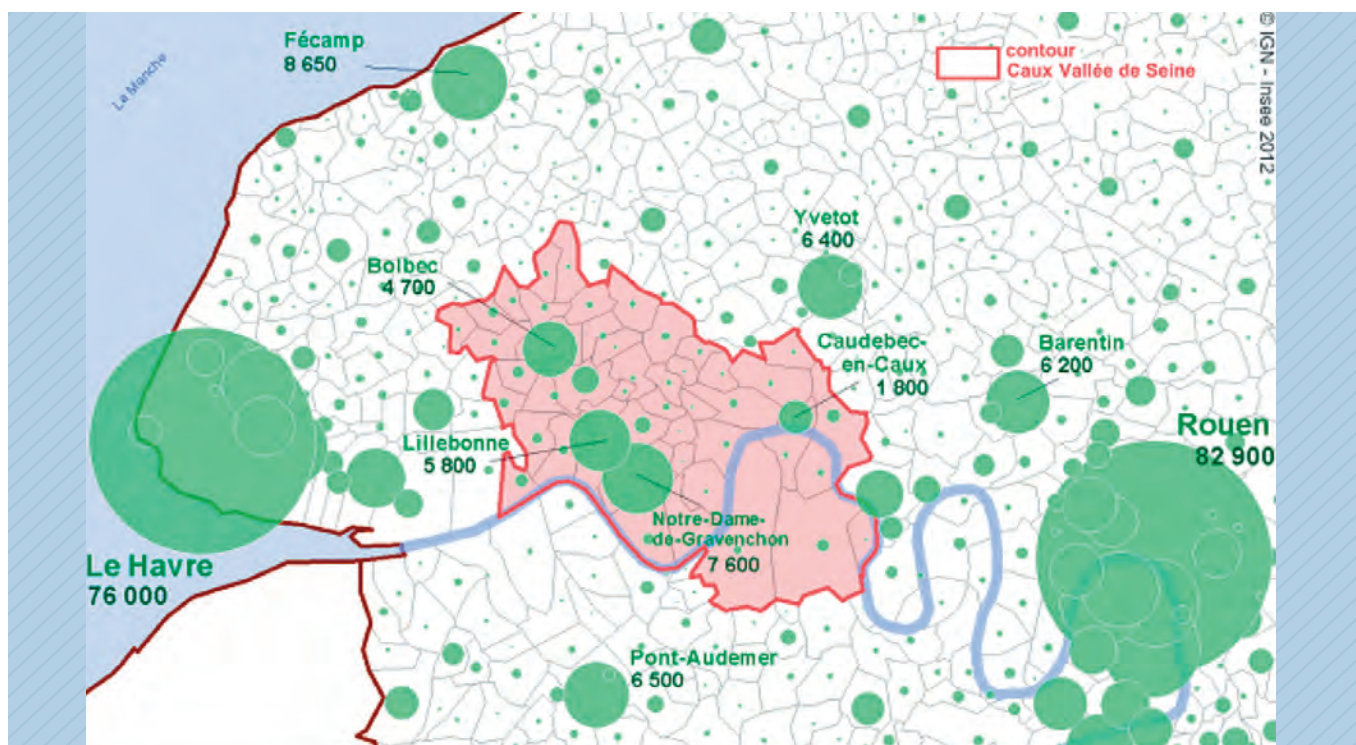 Fécamp
8 650
La Manche
contour
Caux Vallée de Seine
© IGN - Insee 2012
Yvetot
6 400
Bolbec
4 700
Caudebec-
en-Caux
1 800
Barentin
6 200
Lillebonne
5 800
Rouen
82 900
Notre-Dame-
de-Gravenchon
7 600
Le Havre
76 000
Pont-Audemer
6 500